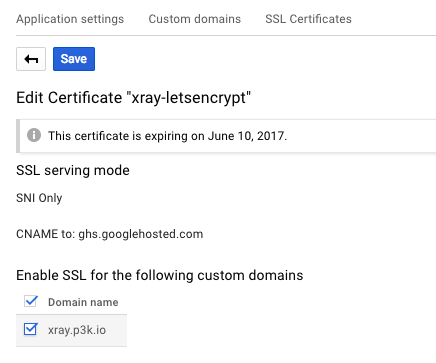 Application settings Custom domains SSL Certificates
Save
Edit Certificate "xray-letsencrypt"
This certificate is expiring on June 10, 2017.
SSL serving mode
SNI Only
CNAME to: ghs.googlehosted.com
Enable SSL for the following custom domains
Domain name
xray.p3k.io